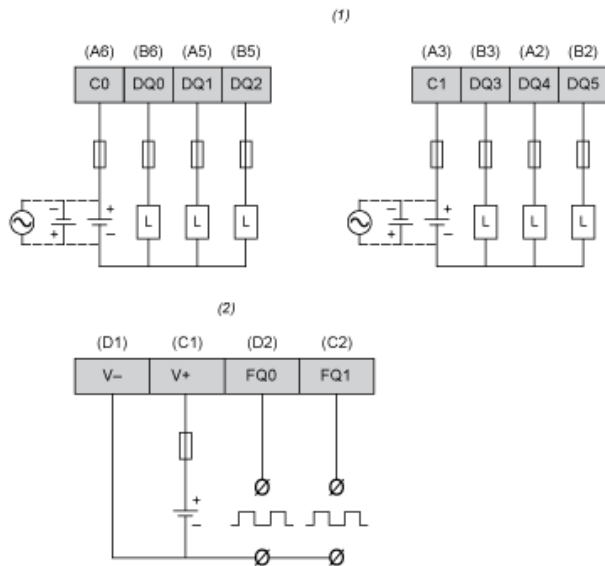 (1)
(A6) (B6) (A5) (B5)
C0 DQ0 DQ1 DQ2
+
−
−
+
L L L
(A3) (B3) (A2) (B2)
C1 DQ3 DQ4 DQ5
+
−
−
+
L L L
(2)
(D1) (C1) (D2) (C2)
V− V+ FQ0 FQ1
+
−